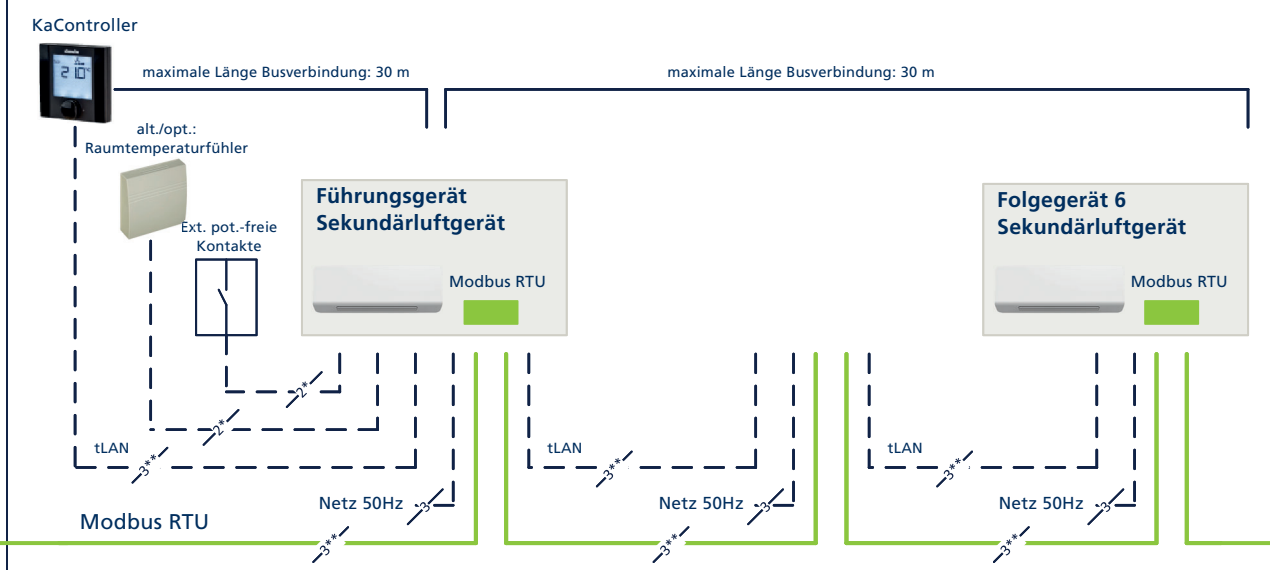 KaController
21.0°
maximale Länge Busverbindung: 30 m
maximale Länge Busverbindung: 30 m
alt./opt.:
Raumtemperaturfühler
Ext. pot.-freie
Kontakte
Führungsgerät
Sekundärluftgerät
Modbus RTU
Folgegerät 6
Sekundärluftgerät
Modbus RTU
2*
2*
tLAN
3**
tLAN
3**
tLAN
3**
Netz 50Hz
3
Netz 50Hz
3
Netz 50Hz
3
Modbus RTU
3**
3**
3**